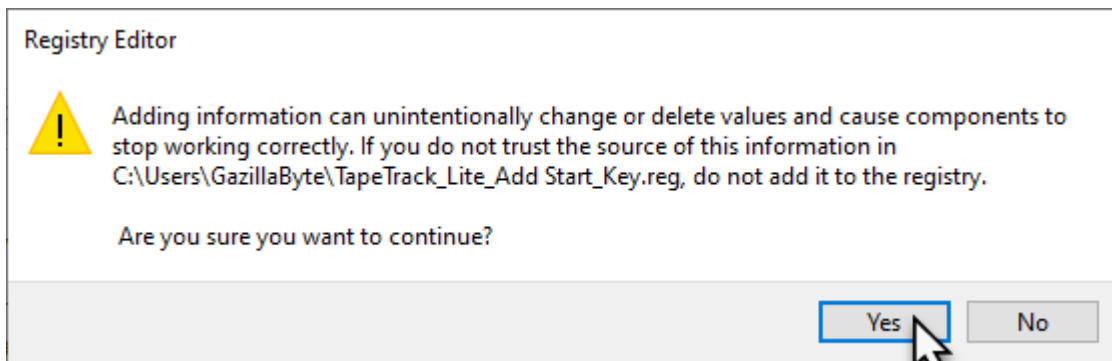 Registry Editor
Adding information can unintentionally change or delete values and cause components to
stop working correctly. If you do not trust the source of this information in
C:\Users\GazillaByte\TapeTrack_Lite_Add Start_Key.reg, do not add it to the registry.
Are you sure you want to continue?
Yes No